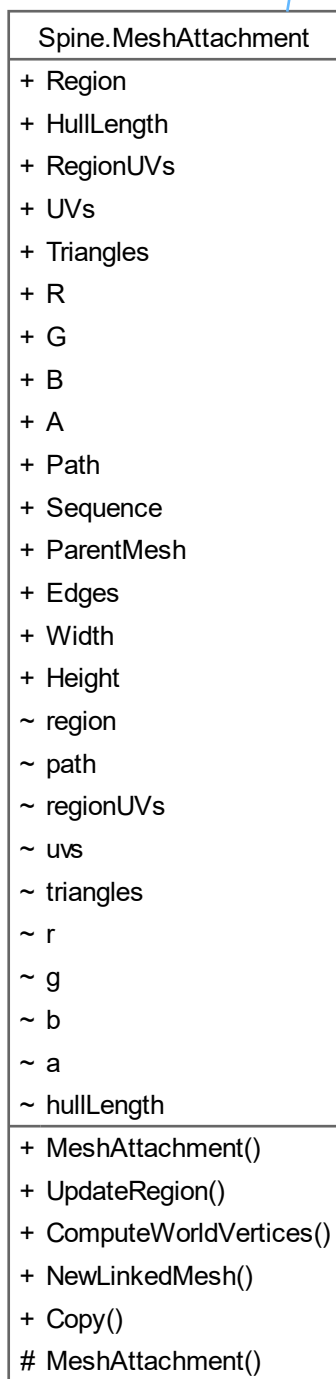 Spine.MeshAttachment
+ Region
+ HullLength
+ RegionUVs
+ UVs
+ Triangles
+ R
+ G
+ B
+ A
+ Path
+ Sequence
+ ParentMesh
+ Edges
+ Width
+ Height
~ region
~ path
~ regionUVs
~ uvs
~ triangles
~ r
~ g
~ b
~ a
~ hullLength
+ MeshAttachment()
+ UpdateRegion()
+ ComputeWorldVertices()
+ NewLinkedMesh()
+ Copy()
# MeshAttachment()